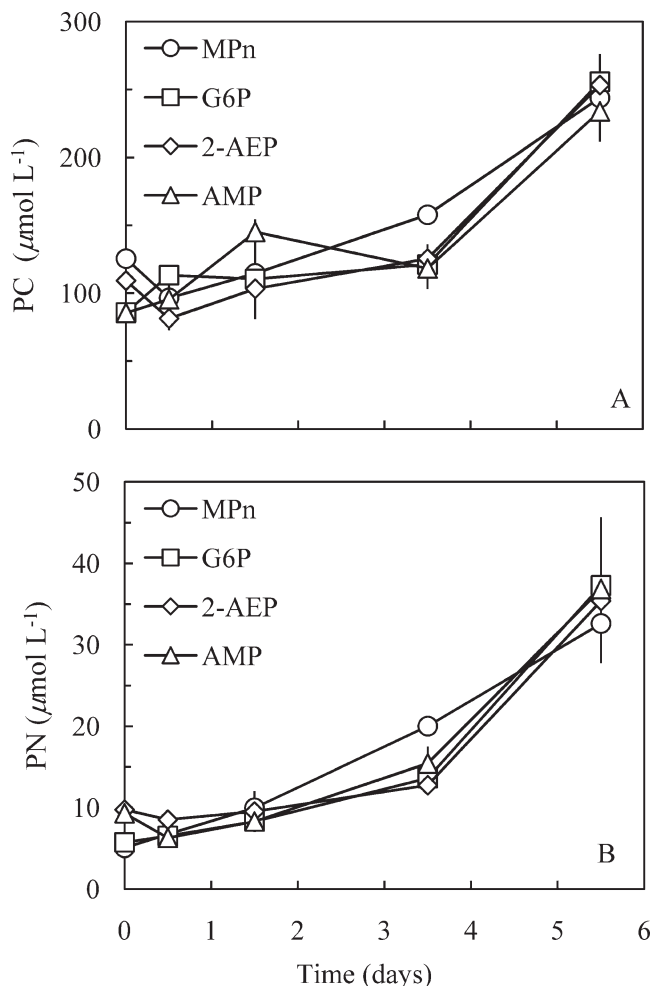 300
200
100
0
PC (μmol L-1)
MPn
G6P
2-AEP
AMP
A
50
40
30
20
10
0
PN (μmol L-1)
MPn
G6P
2-AEP
AMP
B
0 1 2 3 4 5 6
Time (days)